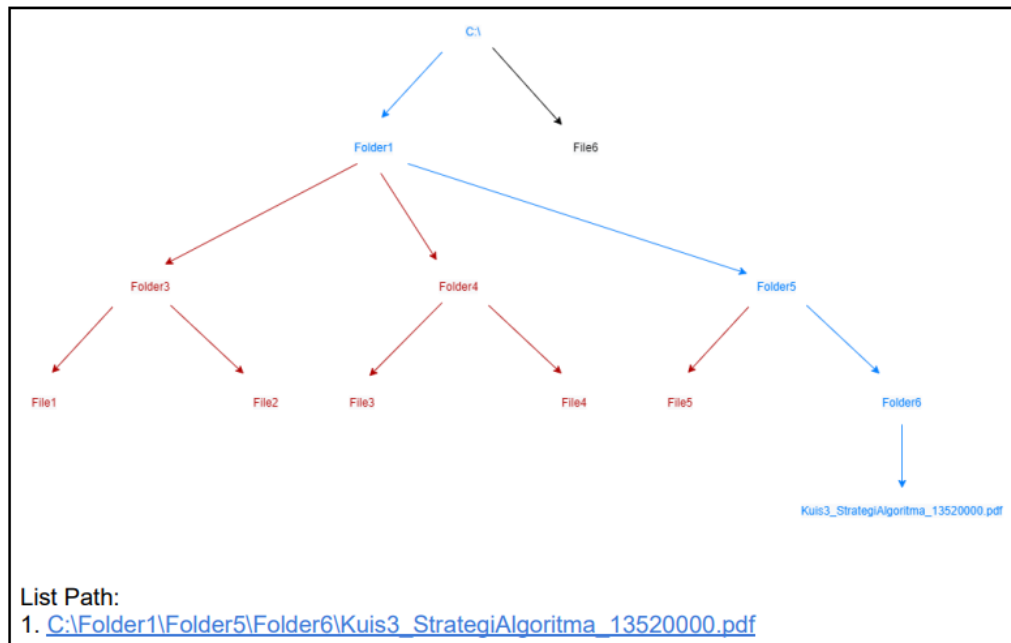 C:\
Folder1
File6
Folder3
Folder4
Folder5
File1
File2
File3
File4
File5
Folder6
Kuis3_StrategiAlgoritma_13520000.pdf
List Path:
1. C:\Folder1\Folder5\Folder6\Kuis3_StrategiAlgoritma_13520000.pdf